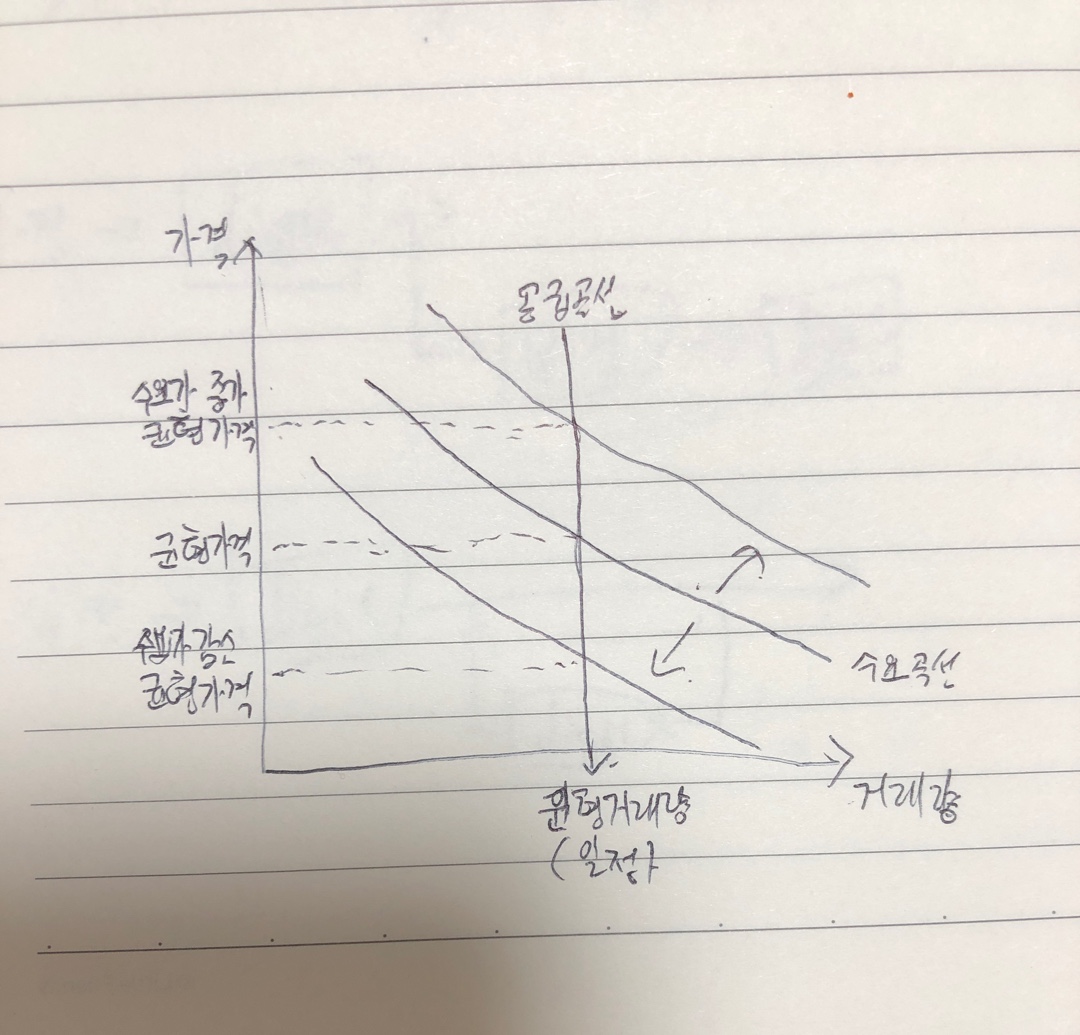 가격
공급곡선
수요가 증가
균형가격
균형가격
수요가 감소
균형가격
수요곡선
균형거래량
(일정)
거래량